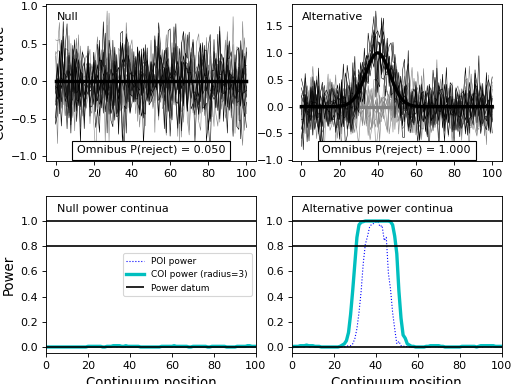 Null
Alternative
1.0
0.5
0.0
−0.5
−1.0
1.5
1.0
0.5
0.0
−0.5
−1.0
Omnibus P(reject) = 0.050
Omnibus P(reject) = 1.000
0 20 40 60 80 100
0 20 40 60 80 100
Null power continua
Alternative power continua
1.0
0.8
0.6
0.4
0.2
0.0
Power
POI power
COI power (radius=3)
Power datum
1.0
0.8
0.6
0.4
0.2
0.0
0 20 40 60 80 100
0 20 40 60 80 100
Continuum position
Continuum position